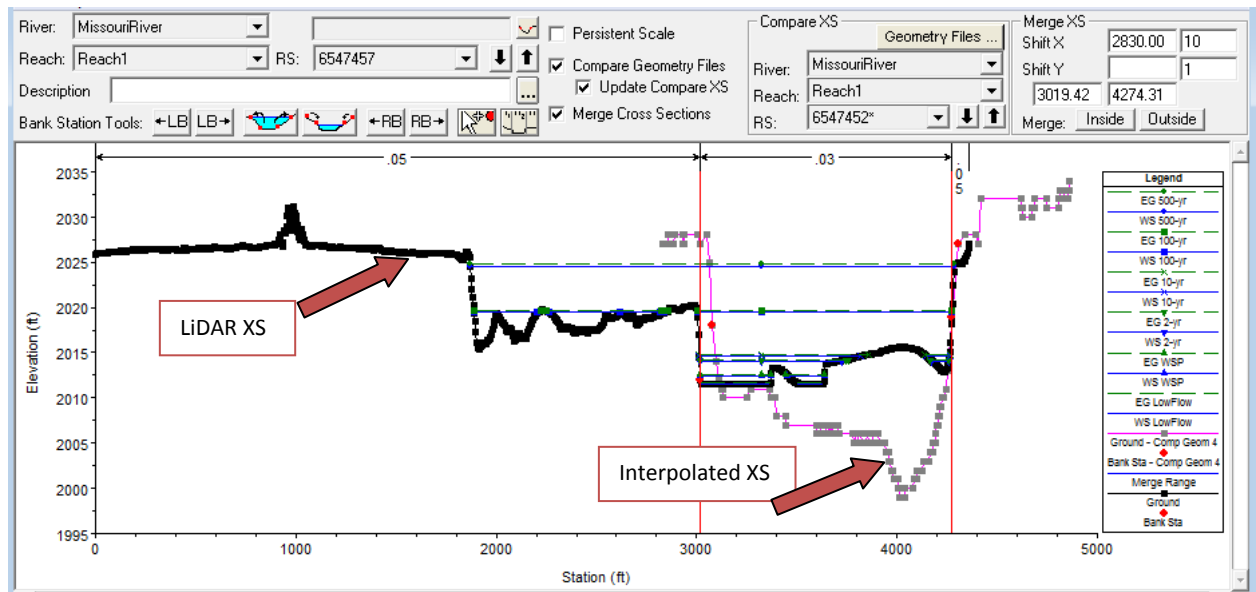 River: MissouriRiver
Reach: Reach1 RS: 6547457
Description ...
Bank Station Tools: ←LB LB→ ←RB RB→
Persistent Scale
Compare Geometry Files
Update Compare XS
Merge Cross Sections
Compare XS
Geometry Files ...
River: MissouriRiver
Reach: Reach1
RS: 6547452*
Merge XS
Shift X 2830.00 10
Shift Y 1
3019.42 4274.31
Merge: Inside Outside
.05 .03 .05
Elevation (ft)
2035
2030
2025
2020
2015
2010
2005
2000
1995
LiDAR XS
Interpolated XS
0 1000 2000 3000 4000 5000
Station (ft)
Legend
EG 500-yr
WS 500-yr
EG 100-yr
WS 100-yr
EG 10-yr
WS 10-yr
EG 2-yr
WS 2-yr
EG WSP
WS WSP
EG LowFlow
WS LowFlow
Ground - Comp Geom 4
Bank Sta - Comp Geom 4
Merge Range
Ground
Bank Sta